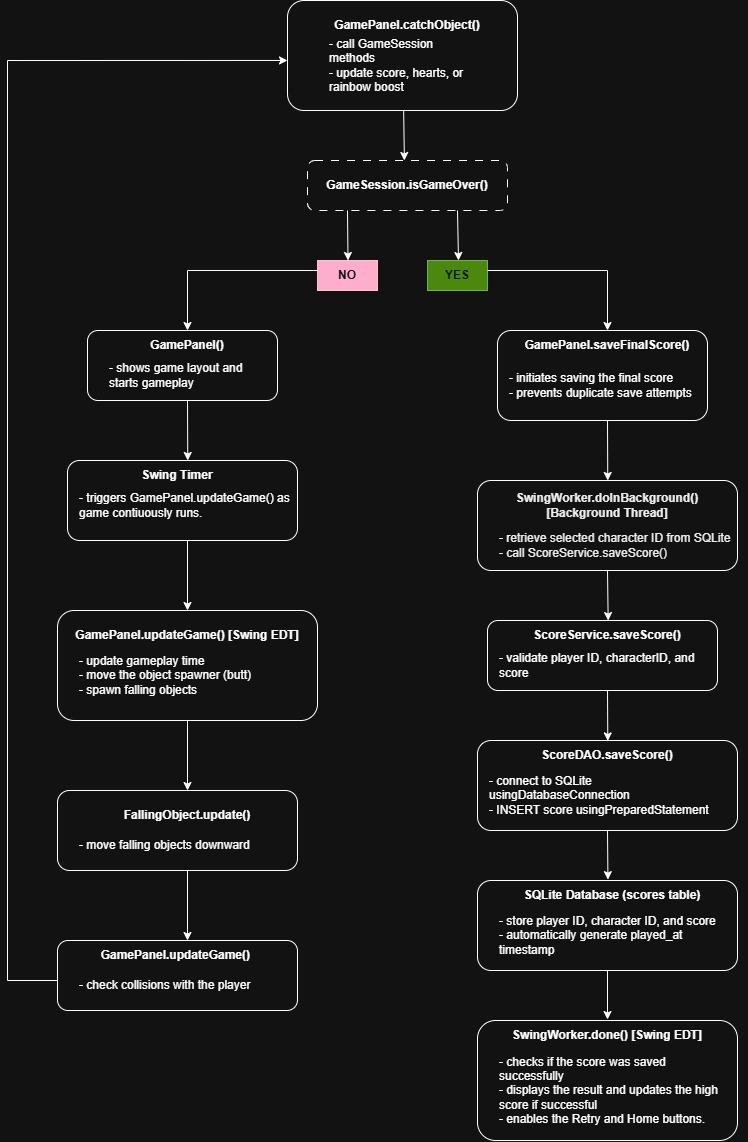 GamePanel.catchObject()
- call GameSession
methods
- update score, hearts, or
rainbow boost
GameSession.isGameOver()
NO
YES
GamePanel()
- shows game layout and
starts gameplay
Swing Timer
- triggers GamePanel.updateGame() as
game contiuously runs.
GamePanel.updateGame() [Swing EDT]
- update gameplay time
- move the object spawner (butt)
- spawn falling objects
FallingObject.update()
- move falling objects downward
GamePanel.updateGame()
- check collisions with the player
GamePanel.saveFinalScore()
- initiates saving the final score
- prevents duplicate save attempts
SwingWorker.doInBackground()
[Background Thread]
- retrieve selected character ID from SQLite
- call ScoreService.saveScore()
ScoreService.saveScore()
- validate player ID, characterID, and
score
ScoreDAO.saveScore()
- connect to SQLite
usingDatabaseConnection
- INSERT score usingPreparedStatement
SQLite Database (scores table)
- store player ID, character ID, and score
- automatically generate played_at
timestamp
SwingWorker.done() [Swing EDT]
- checks if the score was saved
successfully
- displays the result and updates the high
score if successful
- enables the Retry and Home buttons.